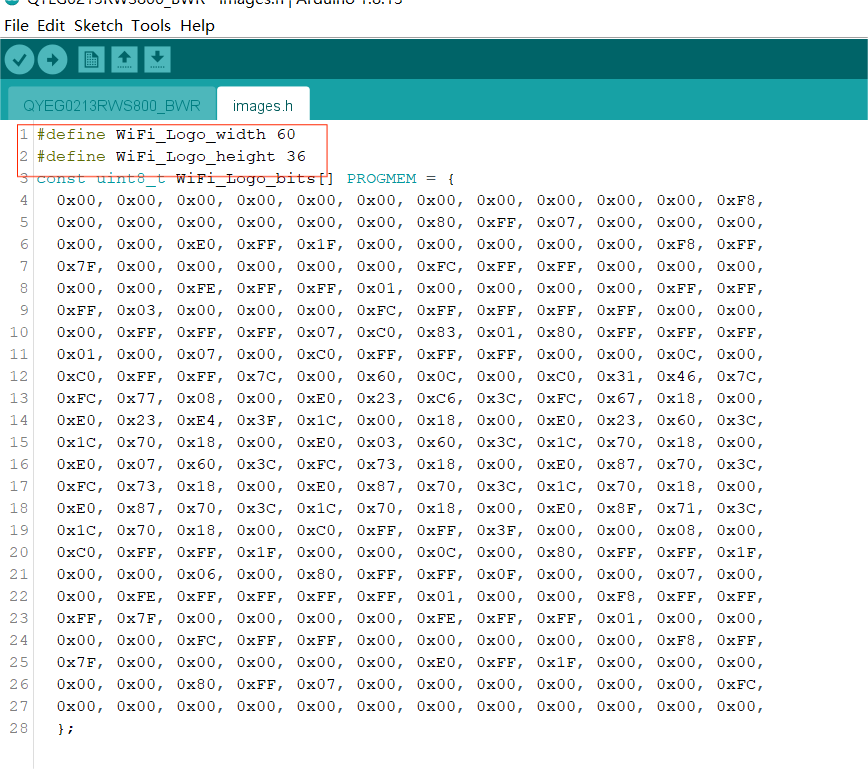 QYEG0213RWS800_BWR - images.h | Arduino 1.8.13
File Edit Sketch Tools Help
QYEG0213RWS800_BWR images.h
1 #define WiFi_Logo_width 60
2 #define WiFi_Logo_height 36
3 const uint8_t WiFi_Logo_bits[] PROGMEM = {
4 0x00, 0x00, 0x00, 0x00, 0x00, 0x00, 0x00, 0x00, 0x00, 0x00, 0x00, 0xF8,
5 0x00, 0x00, 0x00, 0x00, 0x00, 0x00, 0x80, 0xFF, 0x07, 0x00, 0x00, 0x00,
6 0x00, 0x00, 0xE0, 0xFF, 0x1F, 0x00, 0x00, 0x00, 0x00, 0x00, 0xF8, 0xFF,
7 0x7F, 0x00, 0x00, 0x00, 0x00, 0x00, 0xFC, 0xFF, 0xFF, 0x00, 0x00, 0x00,
8 0x00, 0x00, 0xFE, 0xFF, 0xFF, 0x01, 0x00, 0x00, 0x00, 0x00, 0xFF, 0xFF,
9 0xFF, 0x03, 0x00, 0x00, 0x00, 0xFC, 0xFF, 0xFF, 0xFF, 0xFF, 0x00, 0x00,
10 0x00, 0xFF, 0xFF, 0xFF, 0x07, 0xC0, 0x83, 0x01, 0x80, 0xFF, 0xFF, 0xFF,
11 0x01, 0x00, 0x07, 0x00, 0xC0, 0xFF, 0xFF, 0xFF, 0x00, 0x00, 0x0C, 0x00,
12 0xC0, 0xFF, 0xFF, 0x7C, 0x00, 0x60, 0x0C, 0x00, 0xC0, 0x31, 0x46, 0x7C,
13 0xFC, 0x77, 0x08, 0x00, 0xE0, 0x23, 0xC6, 0x3C, 0xFC, 0x67, 0x18, 0x00,
14 0xE0, 0x23, 0xE4, 0x3F, 0x1C, 0x00, 0x18, 0x00, 0xE0, 0x23, 0x60, 0x3C,
15 0x1C, 0x70, 0x18, 0x00, 0xE0, 0x03, 0x60, 0x3C, 0x1C, 0x70, 0x18, 0x00,
16 0xE0, 0x07, 0x60, 0x3C, 0xFC, 0x73, 0x18, 0x00, 0xE0, 0x87, 0x70, 0x3C,
17 0xFC, 0x73, 0x18, 0x00, 0xE0, 0x87, 0x70, 0x3C, 0x1C, 0x70, 0x18, 0x00,
18 0xE0, 0x87, 0x70, 0x3C, 0x1C, 0x70, 0x18, 0x00, 0xE0, 0x8F, 0x71, 0x3C,
19 0x1C, 0x70, 0x18, 0x00, 0xC0, 0xFF, 0xFF, 0x3F, 0x00, 0x00, 0x08, 0x00,
20 0xC0, 0xFF, 0xFF, 0x1F, 0x00, 0x00, 0x0C, 0x00, 0x80, 0xFF, 0xFF, 0x1F,
21 0x00, 0x00, 0x06, 0x00, 0x80, 0xFF, 0xFF, 0x0F, 0x00, 0x00, 0x07, 0x00,
22 0x00, 0xFE, 0xFF, 0xFF, 0xFF, 0xFF, 0x01, 0x00, 0x00, 0xF8, 0xFF, 0xFF,
23 0xFF, 0x7F, 0x00, 0x00, 0x00, 0x00, 0xFE, 0xFF, 0xFF, 0x01, 0x00, 0x00,
24 0x00, 0x00, 0xFC, 0xFF, 0xFF, 0x00, 0x00, 0x00, 0x00, 0x00, 0xF8, 0xFF,
25 0x7F, 0x00, 0x00, 0x00, 0x00, 0x00, 0xE0, 0xFF, 0x1F, 0x00, 0x00, 0x00,
26 0x00, 0x00, 0x80, 0xFF, 0x07, 0x00, 0x00, 0x00, 0x00, 0x00, 0x00, 0xFC,
27 0x00, 0x00, 0x00, 0x00, 0x00, 0x00, 0x00, 0x00, 0x00, 0x00, 0x00, 0x00,
28 };